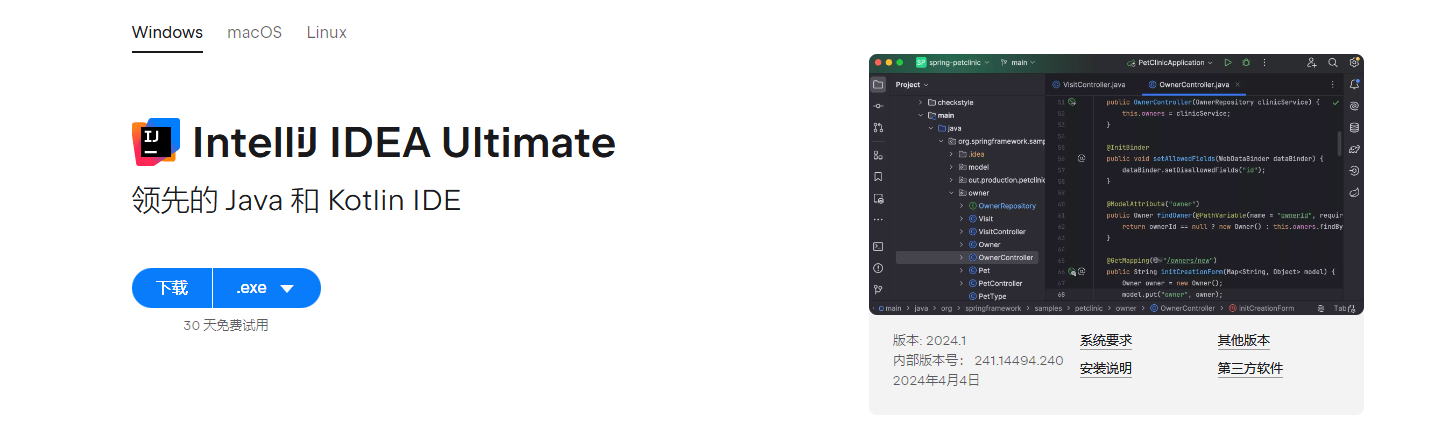 Windows macOS Linux
IJ
IntelliJ IDEA Ultimate
领先的 Java 和 Kotlin IDE
下载 .exe
30 天免费试用
SP spring-petclinic main PetClinicApplication
Project
VisitController.java OwnerController.java
checkstyle
main
java
org.springframework.samp
.idea
model
out.production.petclinic
owner
OwnerRepository
Visit
VisitController
Owner
OwnerController
Pet
PetController
PetType
51 public OwnerController(OwnerRepository clinicService) {
52 this.owners = clinicService;
53 }
54
55 @InitBinder
56 public void setAllowedFields(WebDataBinder dataBinder) {
57 dataBinder.setDisallowedFields("id");
58 }
59
60 @ModelAttribute("owner")
61 public Owner findOwner(@PathVariable(name = "ownerId", requir
62 return ownerId == null ? new Owner() : this.owners.findBy
63 }
64
65 @GetMapping("/owners/new")
66 public String initCreationForm(Map<String, Object> model) {
67 Owner owner = new Owner();
68 model.put("owner", owner);
main > java > org > springframework > samples > petclinic > owner > OwnerController > initCreationForm Tab
版本: 2024.1
内部版本号： 241.14494.240
2024年4月4日
系统要求
安装说明
其他版本
第三方软件